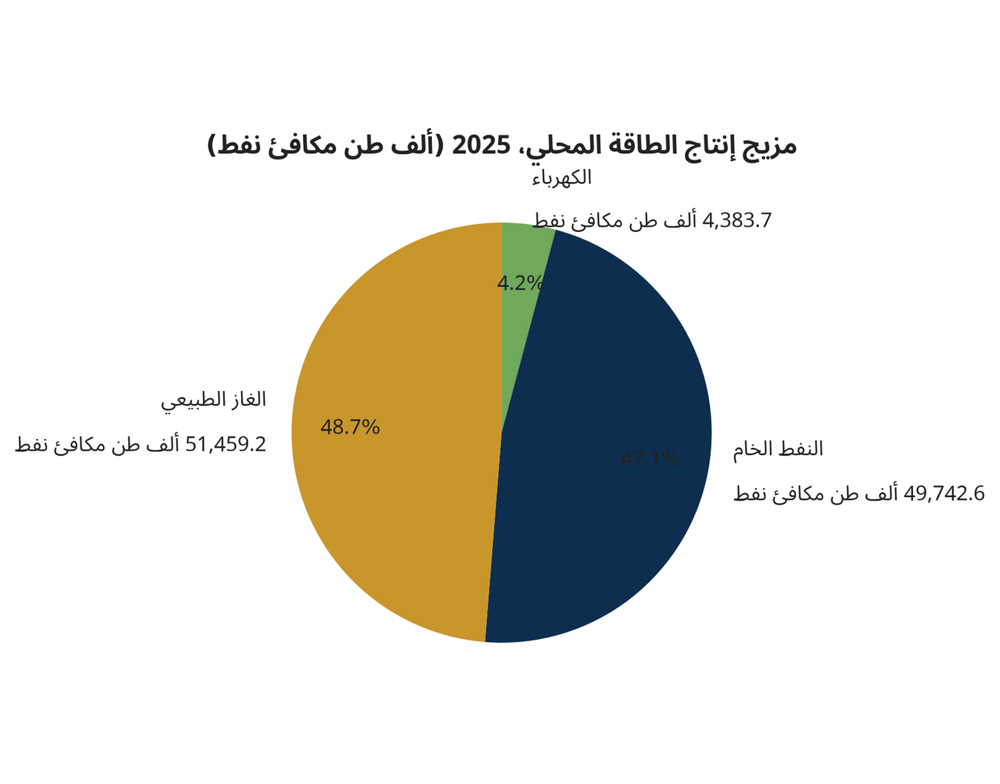 مزيج إنتاج الطاقة المحلي، 2025 (ألف طن مكافئ نفط)
الكهرباء
4,383.7 ألف طن مكافئ نفط
4.2%
الغاز الطبيعي
51,459.2 ألف طن مكافئ نفط
48.7%
47.1%
النفط الخام
49,742.6 ألف طن مكافئ نفط